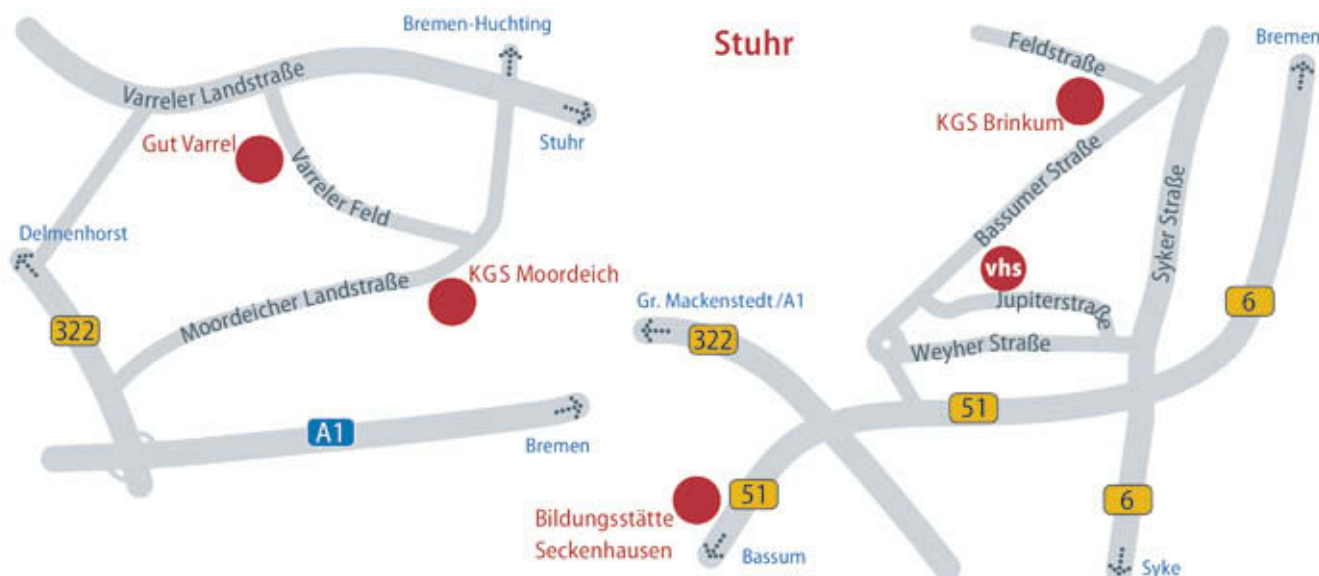 Bremen-Huchting
Stuhr
Feldstraße
Bremen
Varreler Landstraße
KGS Brinkum
Gut Varrel
Stuhr
Varreler Feld
Bassumer Straße
Syker Straße
Delmenhorst
KGS Moordeich
vhs
Moordeicher Landstraße
Gr. Mackenstedt /A1
Jupiterstraße
6
322
322
Weyher Straße
51
A1
Bremen
51
6
Bildungsstätte
Seckenhausen
Bassum
Syke